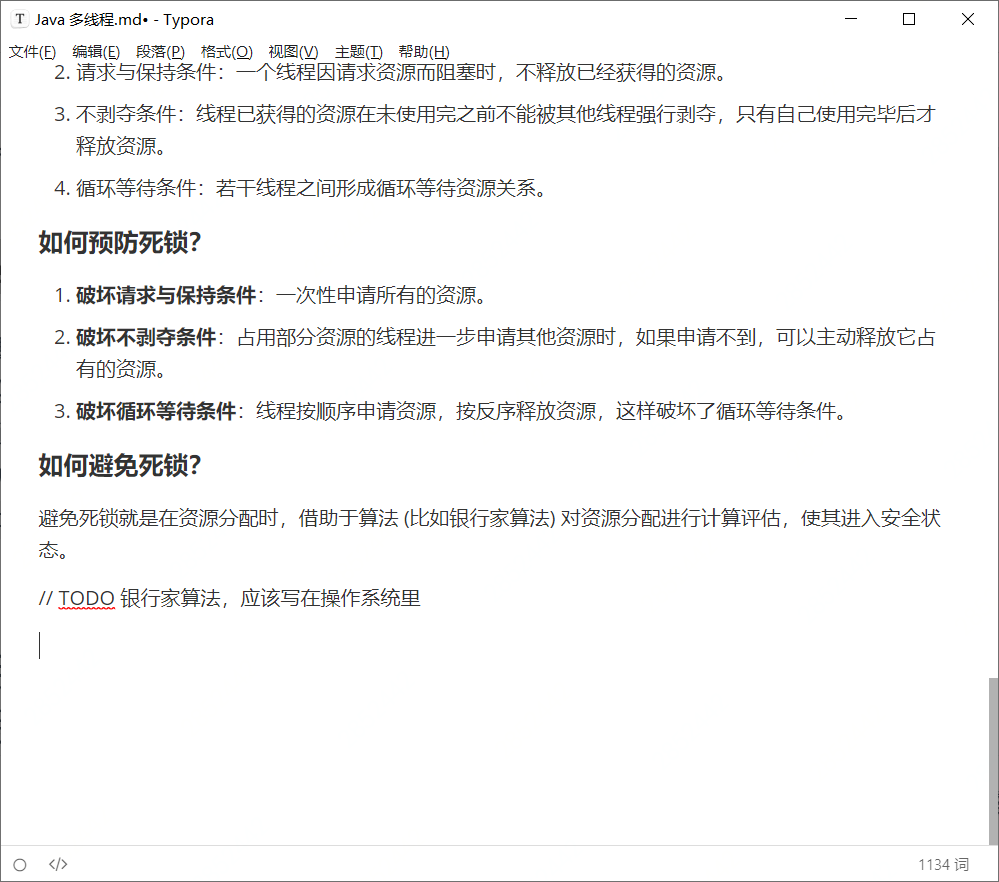 T Java 多线程.md• - Typora
文件(F) 编辑(E) 段落(P) 格式(O) 视图(V) 主题(T) 帮助(H)
2. 请求与保持条件：一个线程因请求资源而阻塞时，不释放已经获得的资源。
3. 不剥夺条件：线程已获得的资源在未使用完之前不能被其他线程强行剥夺，只有自己使用完毕后才
释放资源。
4. 循环等待条件：若干线程之间形成循环等待资源关系。
如何预防死锁？
1. 破坏请求与保持条件：一次性申请所有的资源。
2. 破坏不剥夺条件：占用部分资源的线程进一步申请其他资源时，如果申请不到，可以主动释放它占
有的资源。
3. 破坏循环等待条件：线程按顺序申请资源，按反序释放资源，这样破坏了循环等待条件。
如何避免死锁？
避免死锁就是在资源分配时，借助于算法 (比如银行家算法) 对资源分配进行计算评估，使其进入安全状
态。
// TODO 银行家算法，应该写在操作系统里
</> 1134 词